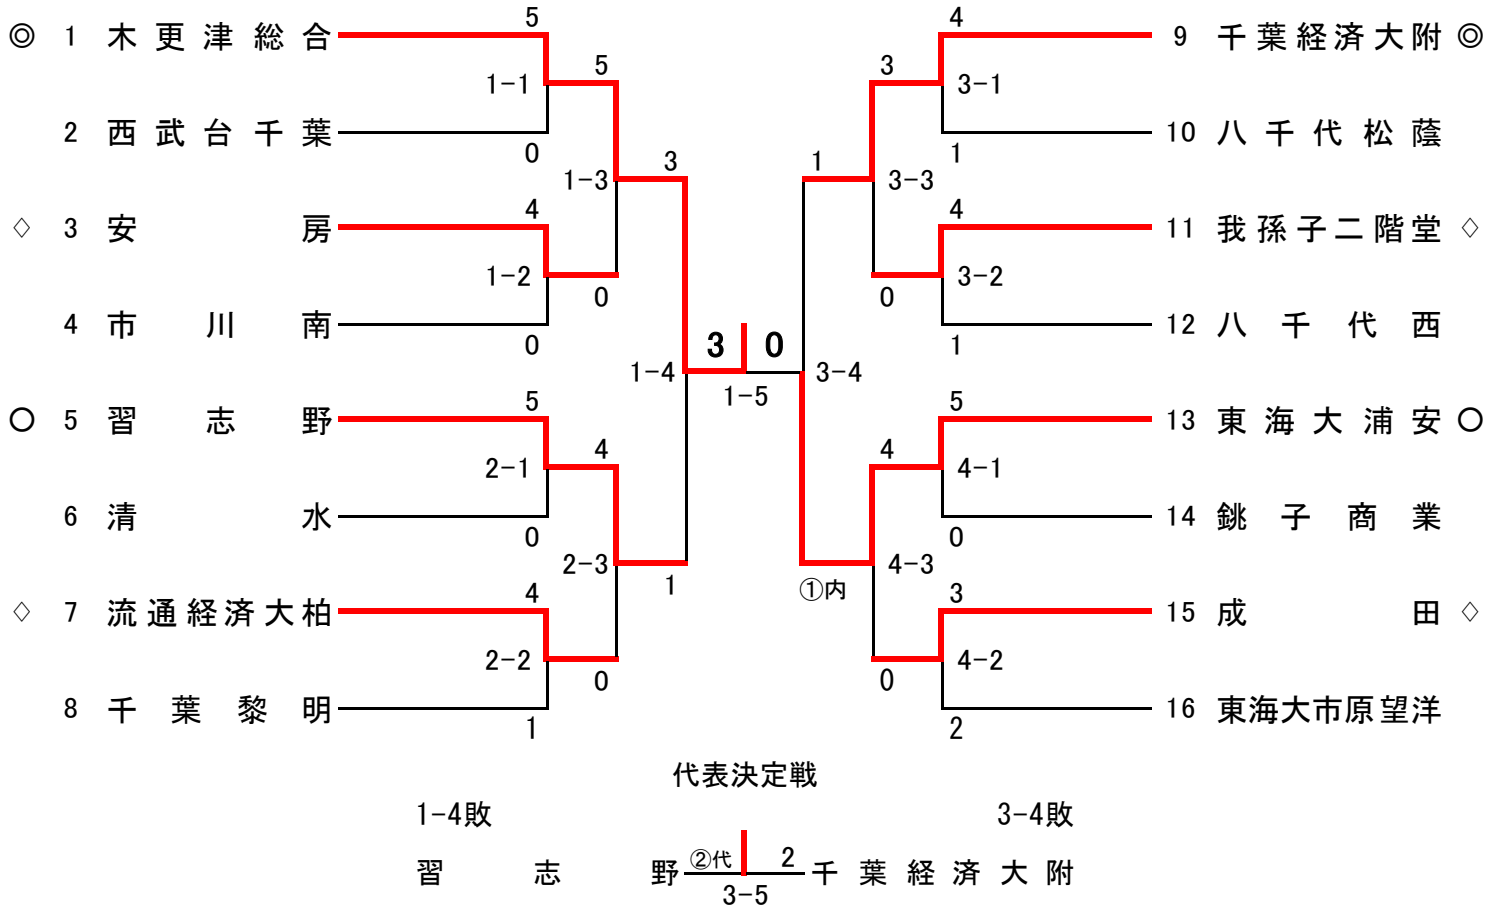 ◎ 1 木更津総合 5
4 9 千葉経済大附 ◎
5
3
1-1
3-1
2 西武台千葉 0
1 10 八千代松蔭
3
1
1-3
3-3
◇ 3 安房 4
4 11 我孫子二階堂 ◇
1-2
3-2
0
0
4 市川南 0
1 12 八千代西
3 0
1-4
3-4
1-5
○ 5 習志野 5
5 13 東海大浦安 ○
4
4
2-1
4-1
6 清水 0
0 14 銚子商業
2-3
4-3
1
①内
◇ 7 流通経済大柏 4
3 15 成田 ◇
2-2
4-2
0
0
8 千葉黎明 1
2 16 東海大市原望洋
代表決定戦
1-4敗
3-4敗
習志野 ②代 2 千葉経済大附
3-5